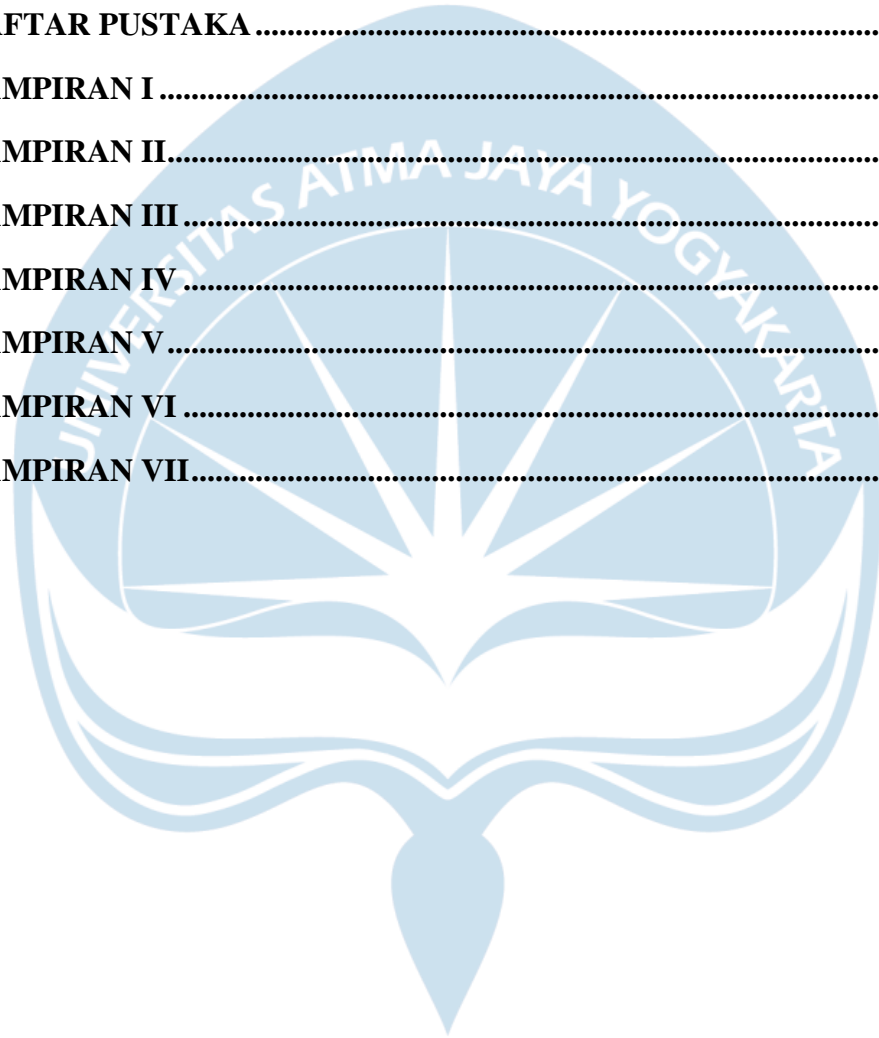 AFTAR PUSTAKA ................................................................................
MPIRAN I ................................................................................
MPIRAN II ................................................................................
MPIRAN III ................................................................................
MPIRAN IV ................................................................................
MPIRAN V ................................................................................
MPIRAN VI ................................................................................
MPIRAN VII ................................................................................
UNIVERSITAS ATMA JAYA YOGYAKARTA